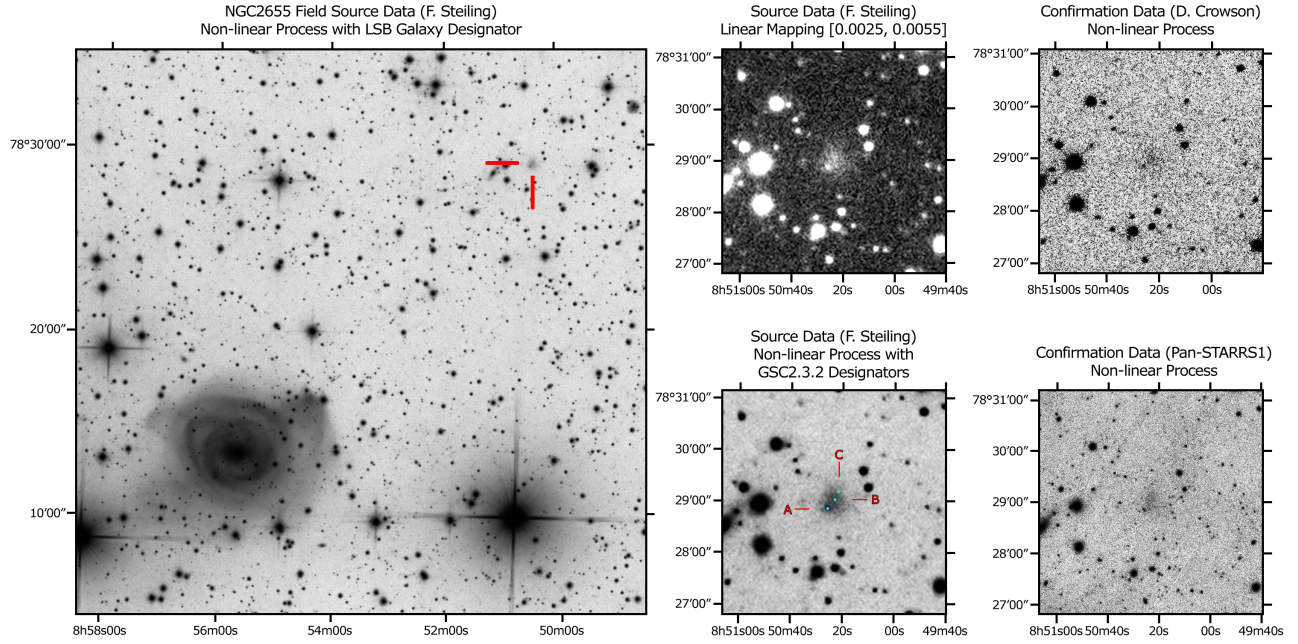 NGC2655 Field Source Data (F. Steiling)
Non-linear Process with LSB Galaxy Designator
78°30’00”
20’00”
10’00”
8h58m00s 56m00s 54m00s 52m00s 50m00s
Source Data (F. Steiling)
Linear Mapping [0.0025, 0.0055]
78°31’00”
30’00”
29’00”
28’00”
27’00”
8h51s00s 50m40s 20s 00s 49m40s
Confirmation Data (D. Crowson)
Non-linear Process
78°31’00”
30’00”
29’00”
28’00”
27’00”
8h51s00s 50m40s 20s 00s
Source Data (F. Steiling)
Non-linear Process with
GSC2.3.2 Designators
78°31’00”
30’00”
29’00”
28’00”
27’00”
C
B
A
8h51s00s 50m40s 20s 00s 49m40s
Confirmation Data (Pan-STARRS1)
Non-linear Process
78°31’00”
30’00”
29’00”
28’00”
27’00”
8h51s00s 50m40s 20s 00s 49m40s